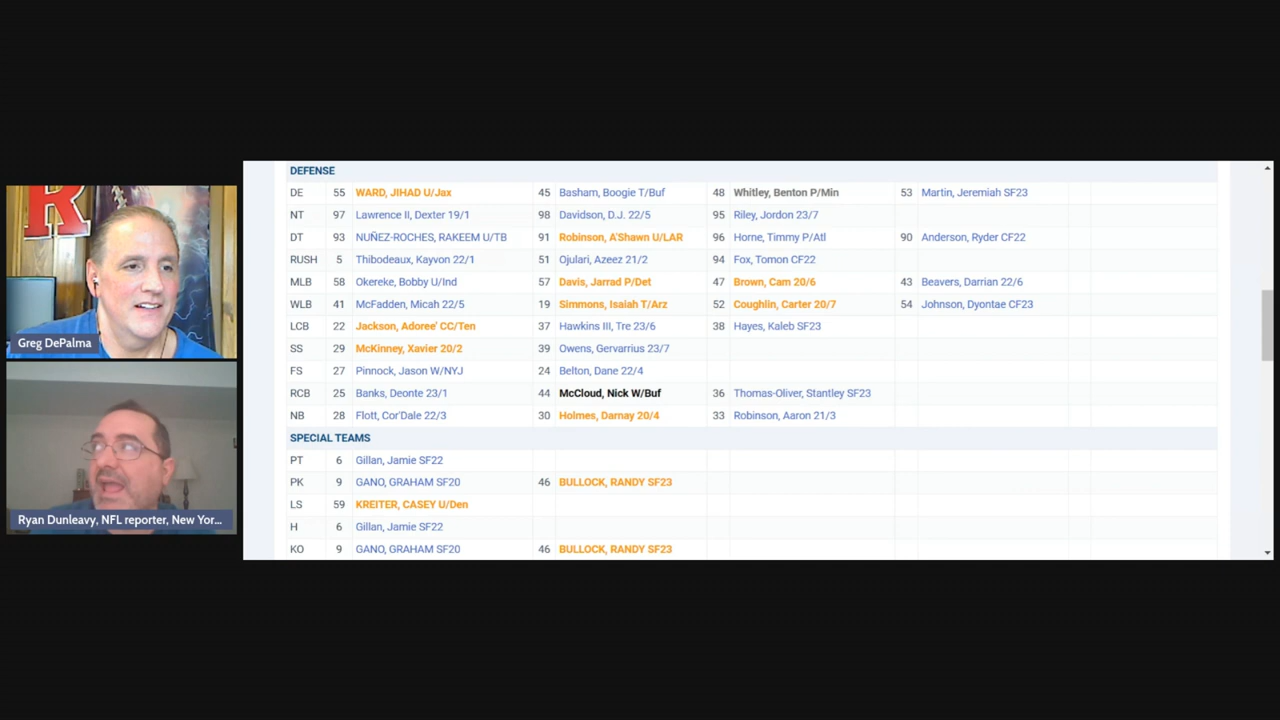 DEFENSE
DE 55 WARD, JIHAD U/Jax 45 Basham, Boogie T/Buf 48 Whitley, Benton P/Min 53 Martin, Jeremiah SF23
NT 97 Lawrence II, Dexter 19/1 98 Davidson, D.J. 22/5 95 Riley, Jordon 23/7
DT 93 NUÑEZ-ROCHES, RAKEEM U/TB 91 Robinson, A'Shawn U/LAR 96 Horne, Timmy P/Atl 90 Anderson, Ryder CF22
RUSH 5 Thibodeaux, Kayvon 22/1 51 Ojulari, Azeez 21/2 94 Fox, Tomon CF22
MLB 58 Okereke, Bobby U/Ind 57 Davis, Jarrad P/Det 47 Brown, Cam 20/6 43 Beavers, Darrian 22/6
WLB 41 McFadden, Micah 22/5 19 Simmons, Isaiah T/Arz 52 Coughlin, Carter 20/7 54 Johnson, Dyontae CF23
LCB 22 Jackson, Adoree' CC/Ten 37 Hawkins III, Tre 23/6 38 Hayes, Kaleb SF23
SS 29 McKinney, Xavier 20/2 39 Owens, Gervarrius 23/7
FS 27 Pinnock, Jason W/NYJ 24 Belton, Dane 22/4
RCB 25 Banks, Deonte 23/1 44 McCloud, Nick W/Buf 36 Thomas-Oliver, Stantley SF23
NB 28 Flott, Cor'Dale 22/3 30 Holmes, Darnay 20/4 33 Robinson, Aaron 21/3
SPECIAL TEAMS
PT 6 Gillan, Jamie SF22
PK 9 GANO, GRAHAM SF20 46 BULLOCK, RANDY SF23
LS 59 KREITER, CASEY U/Den
H 6 Gillan, Jamie SF22
KO 9 GANO, GRAHAM SF20 46 BULLOCK, RANDY SF23
R
Greg DePalma
Ryan Dunleavy, NFL reporter, New Yor...